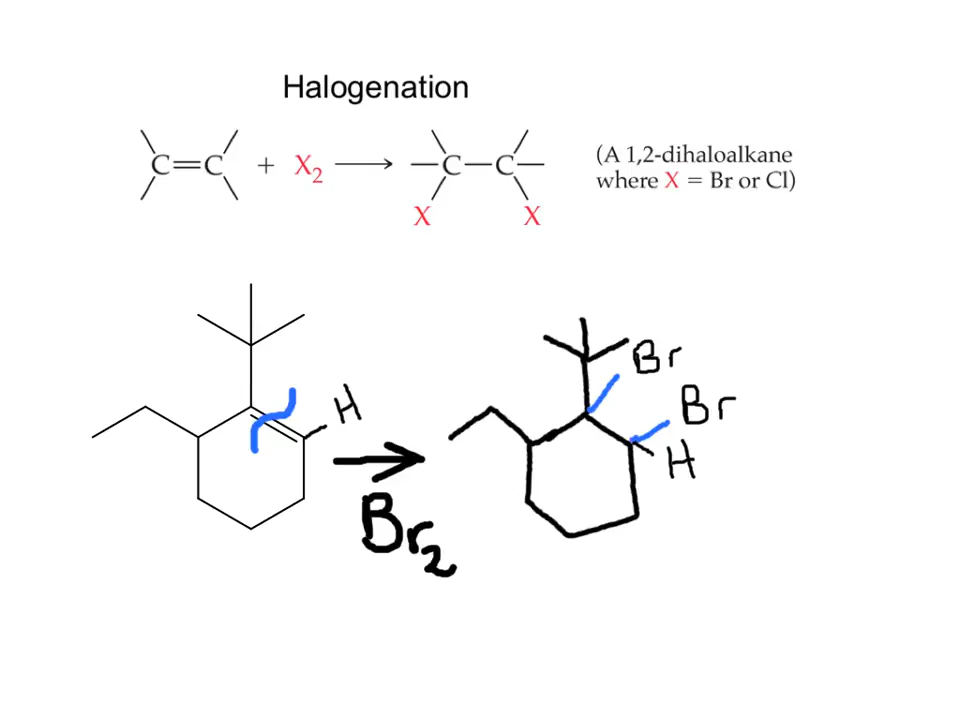 Halogenation
C=C + X₂ ⟶ —C—C— (A 1,2-dihaloalkane
where X = Br or Cl)
X X
Br
H Br
H
Br₂